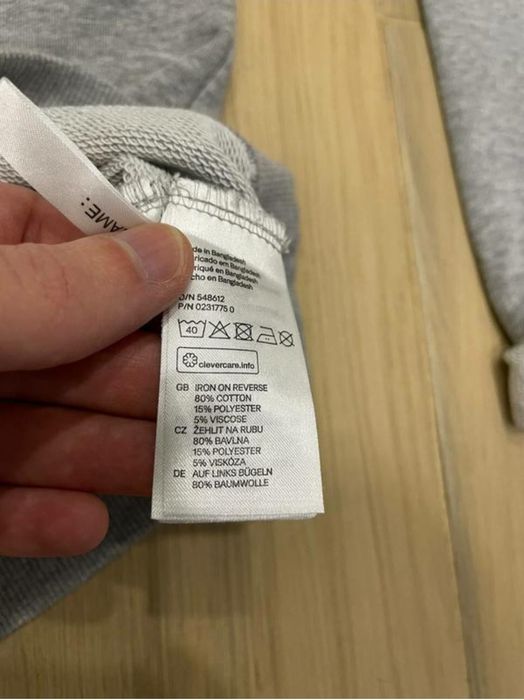 AME:
de in Bangladesh
ricado em Bangladesh
riqué en Bangladesh
cho en Bangladesh
O/N 548612
P/N 0231775 0
40
clevercare.info
GB IRON ON REVERSE
80% COTTON
15% POLYESTER
5% VISCOSE
CZ ŽEHLIT NA RUBU
80% BAVLNA
15% POLYESTER
5% VISKÓZA
DE AUF LINKS BÜGELN
80% BAUMWOLLE